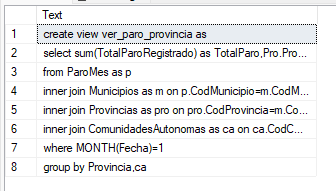 Text
1 create view ver_paro_provincia as
2 select sum(TotalParoRegistrado) as TotalParo,Pro.Pro...
3 from ParoMes as p
4 inner join Municipios as m on p.CodMunicipio=m.CodM...
5 inner join Provincias as pro on pro.CodProvincia=m.Co...
6 inner join ComunidadesAutonomas as ca on ca.CodC...
7 where MONTH(Fecha)=1
8 group by Provincia,ca